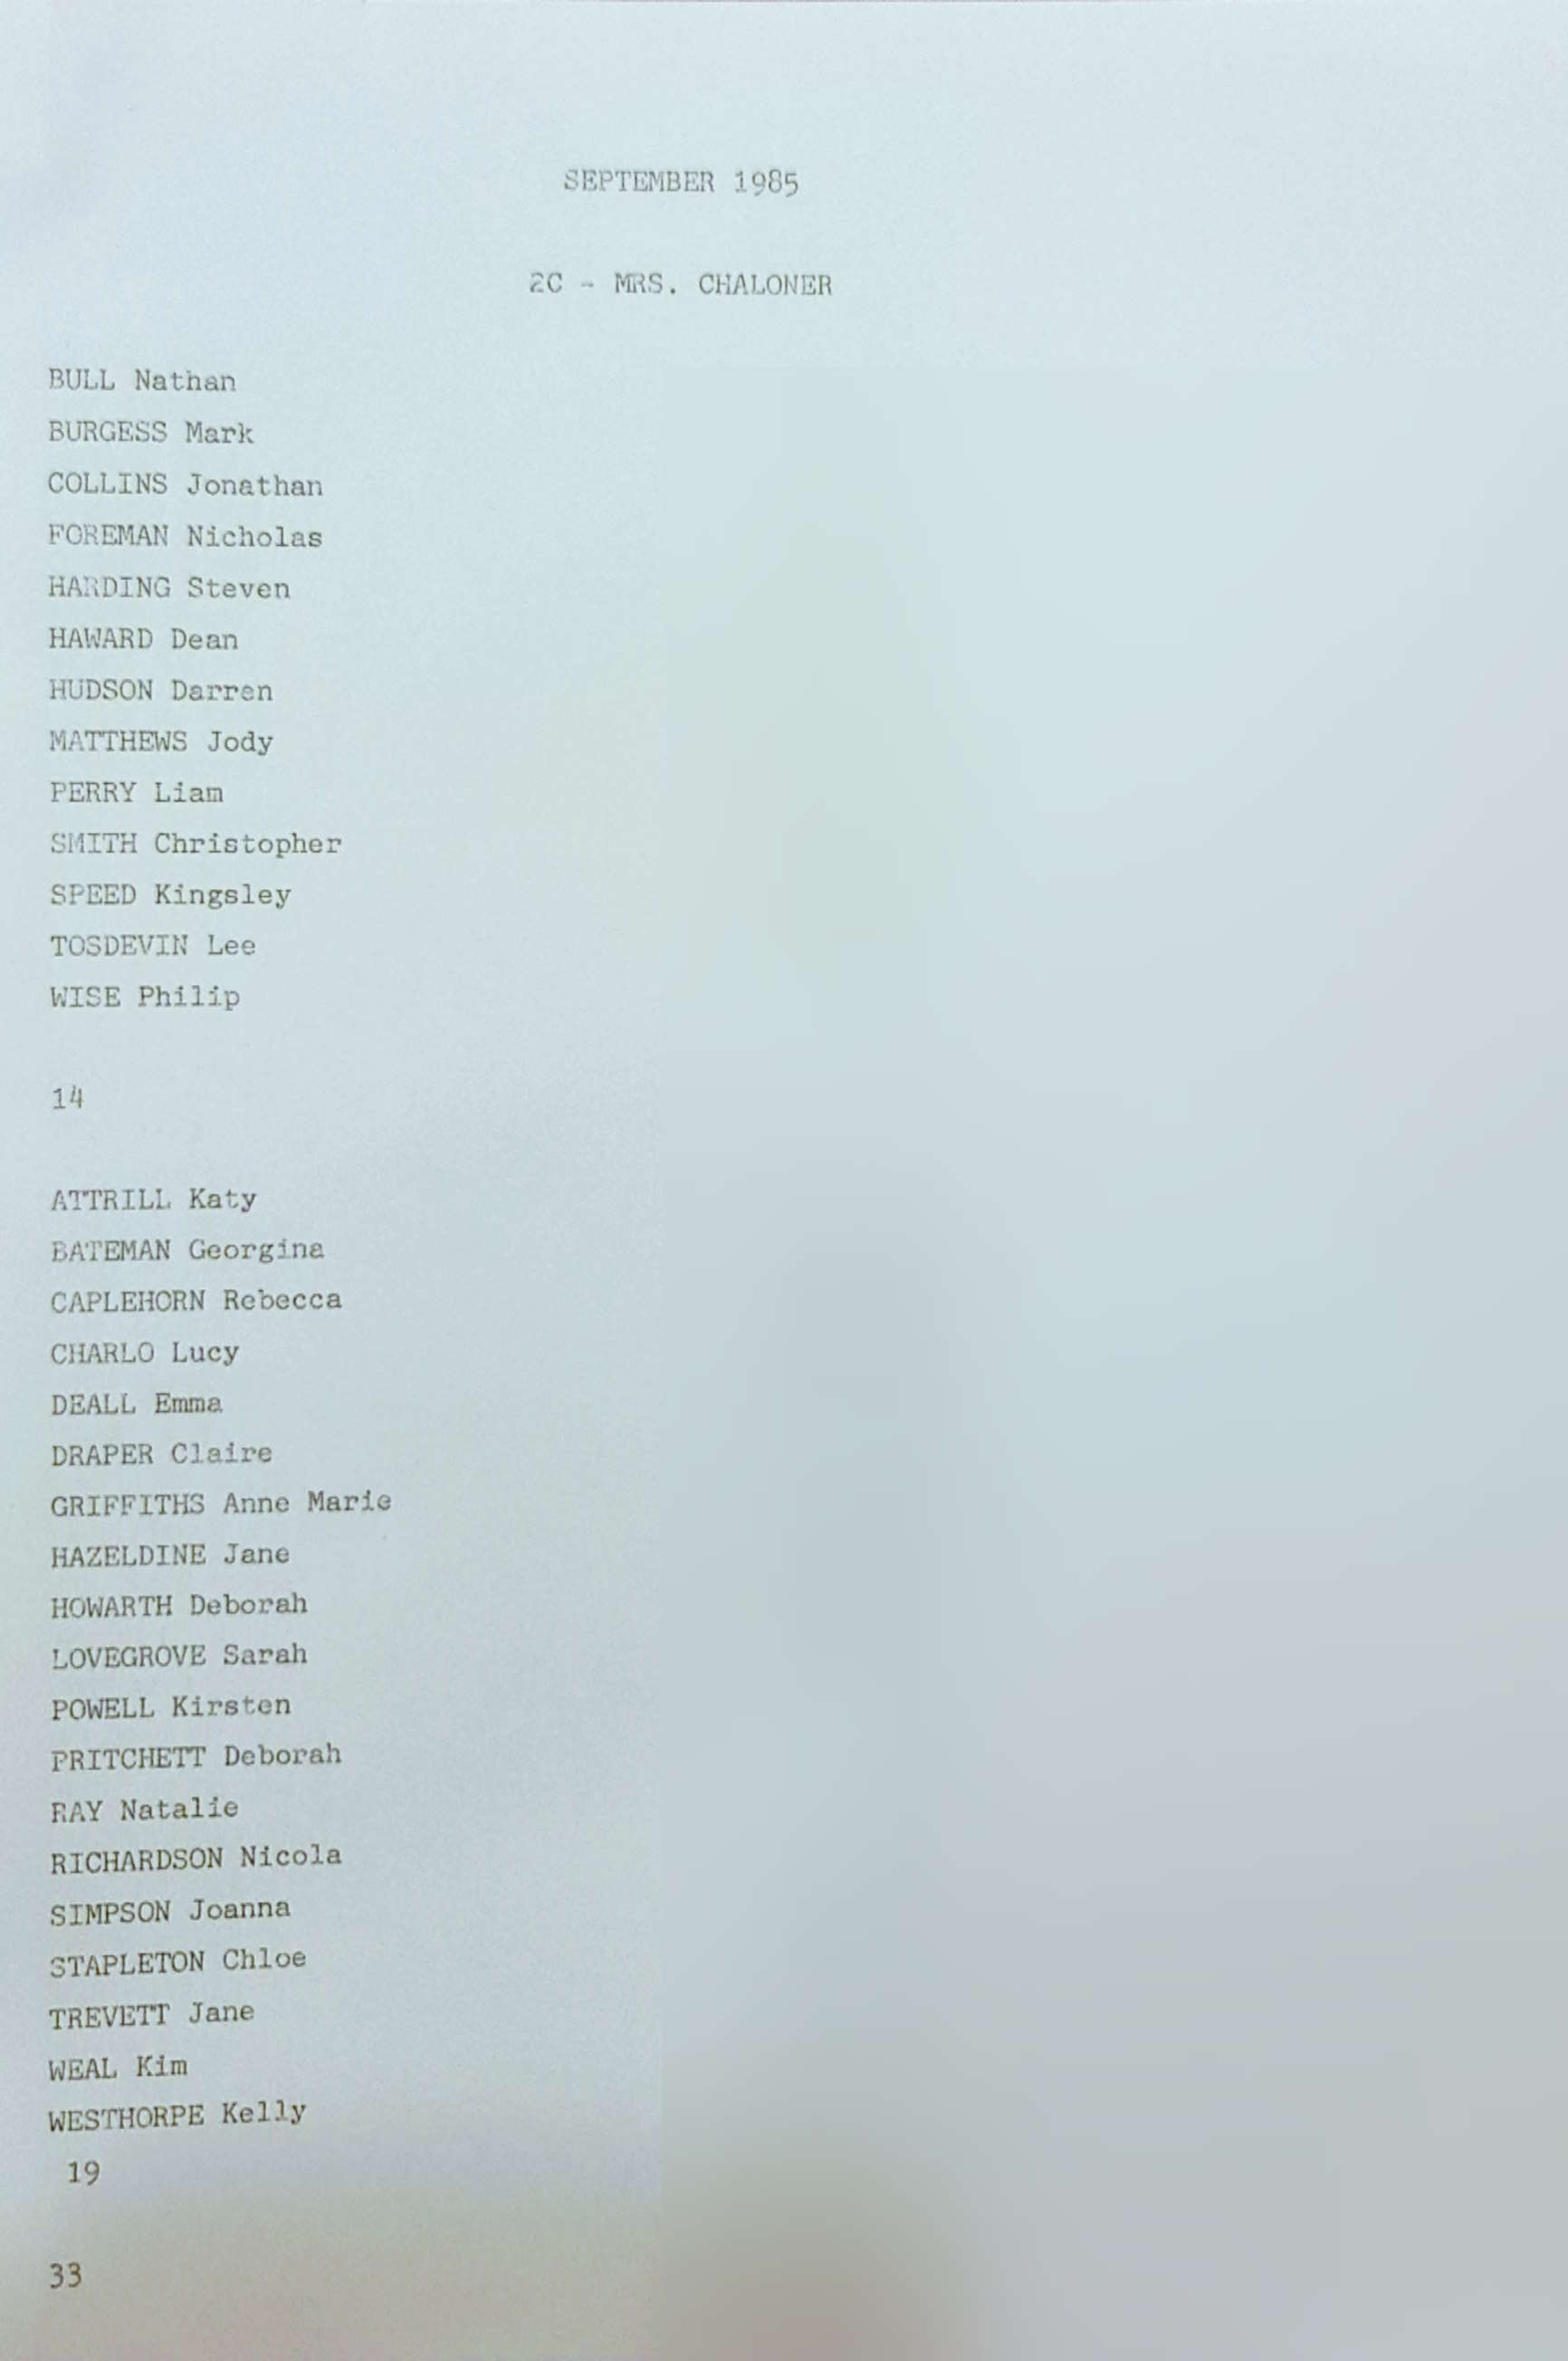 SEPTEMBER 1985
2C - MRS. CHALONER
BULL Nathan
BURGESS Mark
COLLINS Jonathan
FOREMAN Nicholas
HARDING Steven
HAWARD Dean
HUDSON Darren
MATTHEWS Jody
PERRY Liam
SMITH Christopher
SPEED Kingsley
TOSDEVIN Lee
WISE Philip
14
ATTRILL Katy
BATEMAN Georgina
CAPLEHORN Rebecca
CHARLO Lucy
DEALL Emma
DRAPER Claire
GRIFFITHS Anne Marie
HAZELDINE Jane
HOWARTH Deborah
LOVEGROVE Sarah
POWELL Kirsten
PRITCHETT Deborah
RAY Natalie
RICHARDSON Nicola
SIMPSON Joanna
STAPLETON Chloe
TREVETT Jane
WEAL Kim
WESTHORPE Kelly
19
33